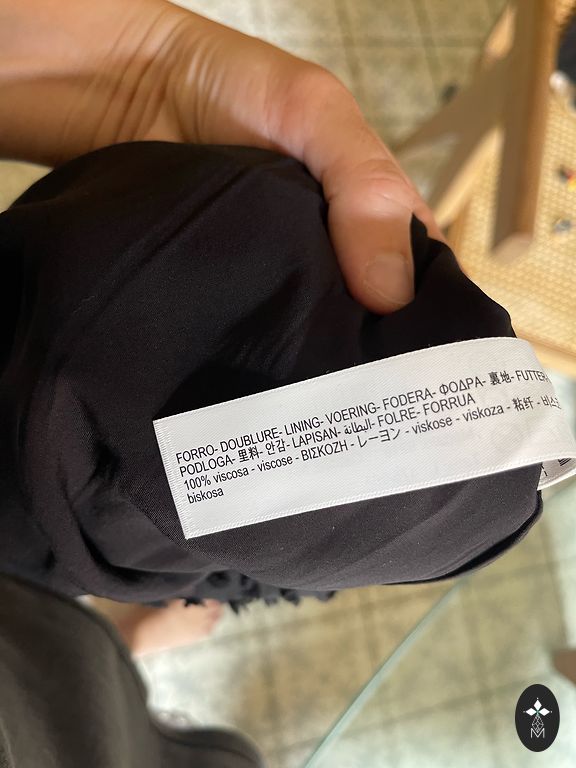 FORRO- DOUBLURE- LINING- VOERING- FODERA- ΦΟΔΡΑ- 裏地- FUTTER-
PODLOGA- 里料- 안감- LAPISAN- البطانة- FOLRE- FORRUA
100% viscosa - viscose - ΒΙΣΚΟΖΗ - レーヨン - viskose - viskoza - 粘纤 - 비스코
biskosa
M